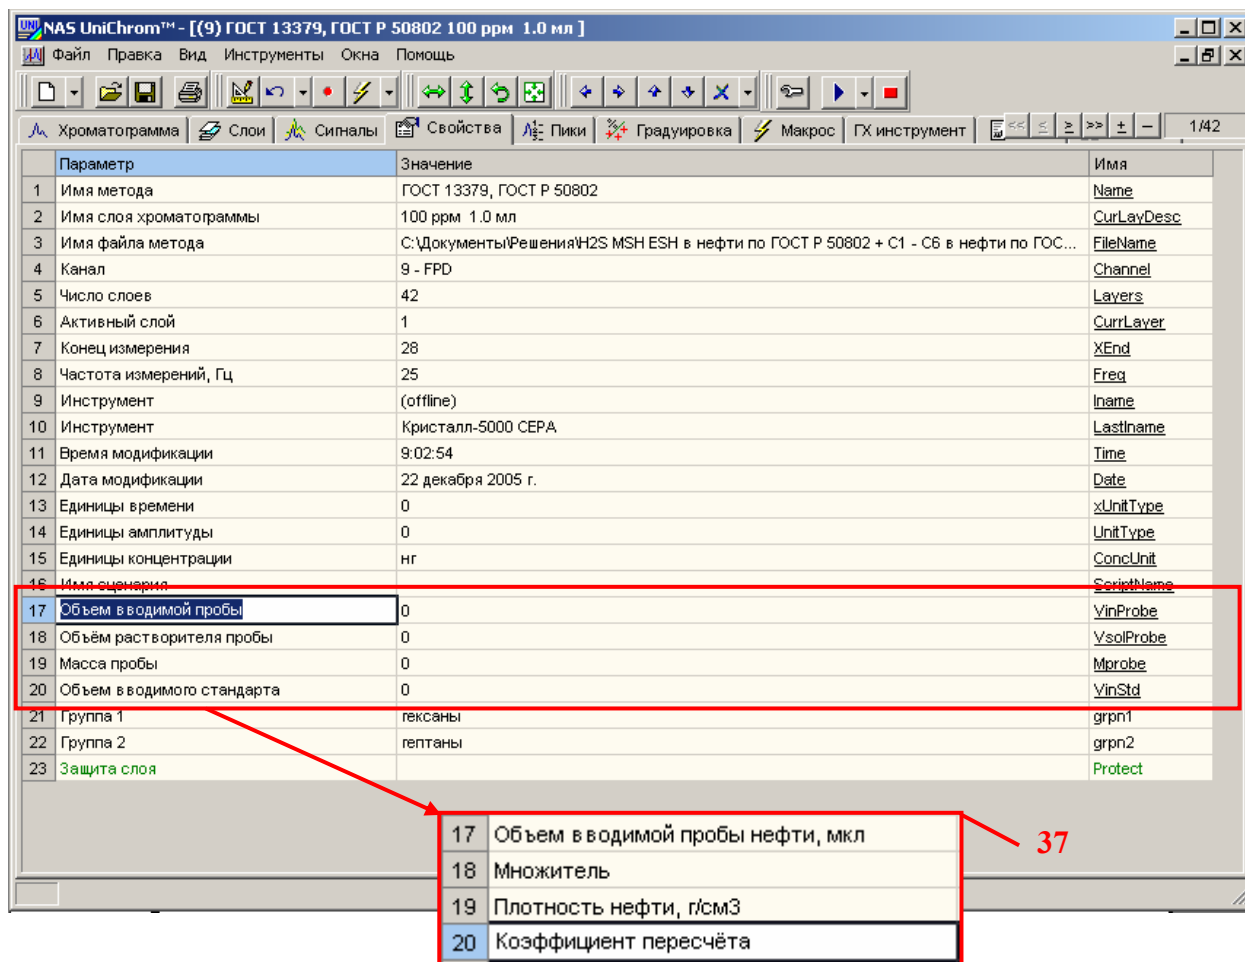 NAS UniChrom™ - [(9) ГОСТ 13379, ГОСТ Р 50802 100 ррм 1.0 мл ]
Файл Правка Вид Инструменты Окна Помощь
Хроматограмма Слои Сигналы Свойства Пики Градуировка Макрос ГХ инструмент << ≤ ≥ >> ± − 1/42
Параметр Значение Имя
1 Имя метода ГОСТ 13379, ГОСТ Р 50802 Name
2 Имя слоя хроматограммы 100 ррм 1.0 мл CurLayDesc
3 Имя файла метода C:\Документы\Решения\H2S MSH ESH в нефти по ГОСТ Р 50802 + C1 - C6 в нефти по ГОС... FileName
4 Канал 9 - FPD Channel
5 Число слоев 42 Layers
6 Активный слой 1 CurrLayer
7 Конец измерения 28 XEnd
8 Частота измерений, Гц 25 Freq
9 Инструмент (offline) Iname
10 Инструмент Кристалл-5000 СЕРА LastIname
11 Время модификации 9:02:54 Time
12 Дата модификации 22 декабря 2005 г. Date
13 Единицы времени 0 xUnitType
14 Единицы амплитуды 0 UnitType
15 Единицы концентрации нг ConcUnit
16 Имя сценария ScriptName
17 Объем вводимой пробы 0 VinProbe
18 Объём растворителя пробы 0 VsolProbe
19 Масса пробы 0 Mprobe
20 Объем вводимого стандарта 0 VinStd
21 Группа 1 гексаны grpn1
22 Группа 2 гептаны grpn2
23 Защита слоя Protect
17 Объем вводимой пробы нефти, мкл
37
18 Множитель
19 Плотность нефти, г/см3
20 Коэффициент пересчёта